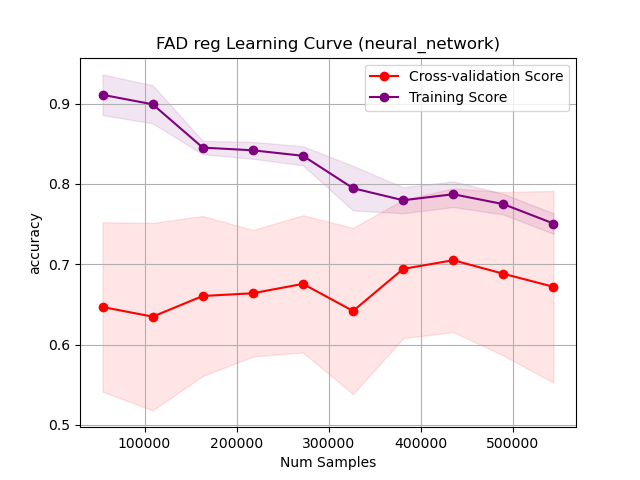 FAD reg Learning Curve (neural_network)
Cross-validation Score
Training Score
0.9
0.8
0.7
0.6
0.5
accuracy
100000 200000 300000 400000 500000
Num Samples